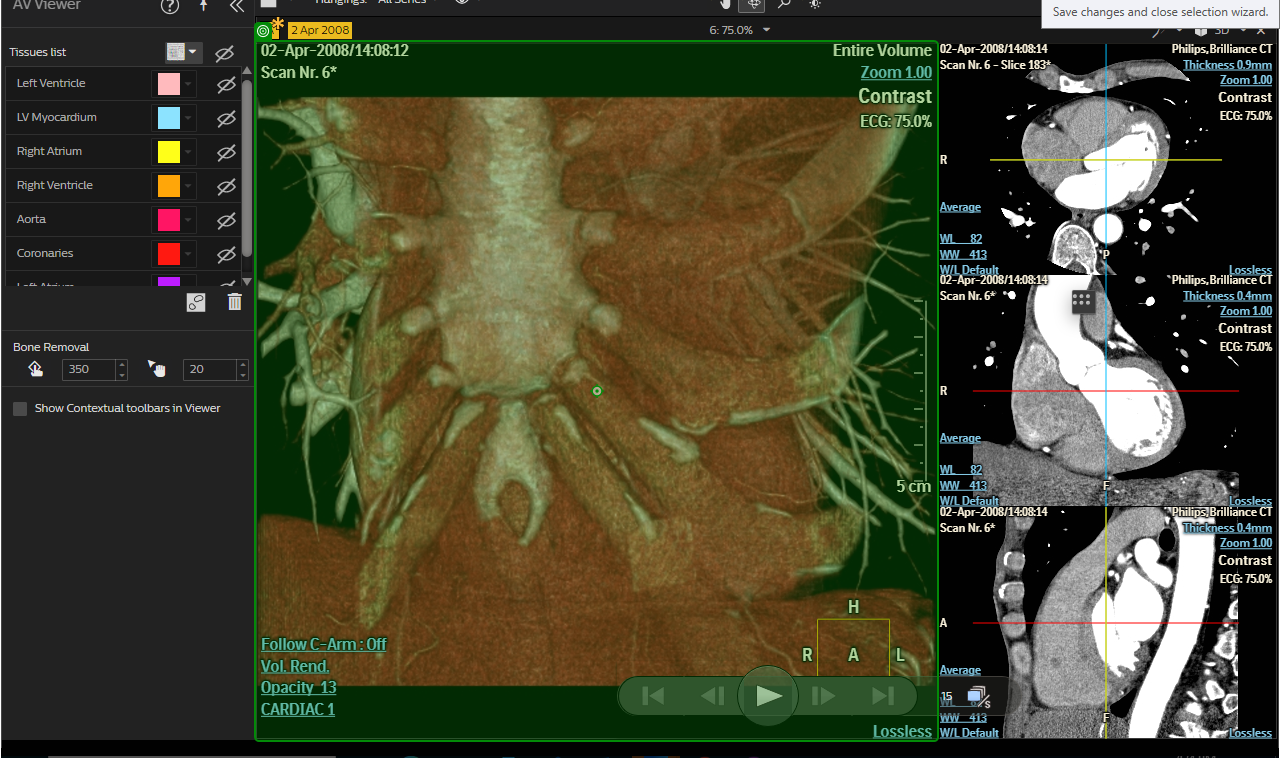 AV Viewer
Hangings: All Series
Save changes and close selection wizard.
2 Apr 2008
6: 75.0%
3D
Tissues list
Left Ventricle
LV Myocardium
Right Atrium
Right Ventricle
Aorta
Coronaries
Left Atrium
Bone Removal
350
20
Show Contextual toolbars in Viewer
02-Apr-2008/14:08:12
Scan Nr. 6*
Entire Volume
Zoom 1.00
Contrast
ECG: 75.0%
5 cm
H
R
A
L
Follow C-Arm : Off
Vol. Rend.
Opacity 13
CARDIAC 1
Lossless
02-Apr-2008/14:08:14
Scan Nr. 6 - Slice 183*
Philips,Brilliance CT
Thickness 0.9mm
Zoom 1.00
Contrast
ECG: 75.0%
R
Average
WL 82
WW 413
W/L Default
P
Lossless
02-Apr-2008/14:08:14
Scan Nr. 6*
Philips,Brilliance CT
Thickness 0.4mm
Zoom 1.00
Contrast
ECG: 75.0%
R
Average
WL 82
WW 413
W/L Default
F
Lossless
02-Apr-2008/14:08:14
Scan Nr. 6*
Philips,Brilliance CT
Thickness 0.4mm
Zoom 1.00
Contrast
ECG: 75.0%
A
Average
15
S
WW 413
W/L Default
F
Lossless